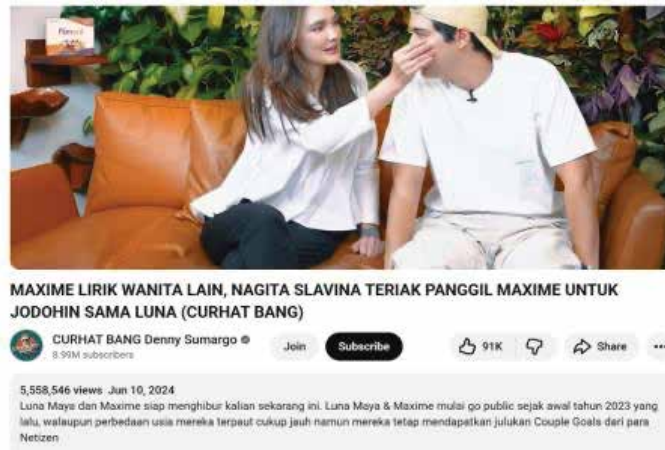 MAXIME LIRIK WANITA LAIN, NAGITA SLAVINA TERIAK PANGGIL MAXIME UNTUK
JODOHIN SAMA LUNA (CURHAT BANG)
CURHAT BANG Denny Sumargo
8.99M subscribers
Join
Subscribe
91K
Share
5,558,546 views Jun 10, 2024
Luna Maya dan Maxime siap menghibur kalian sekarang ini. Luna Maya & Maxime mulai go public sejak awal tahun 2023 yang
lalu, walaupun perbedaan usia mereka terpaut cukup jauh namun mereka tetap mendapatkan julukan Couple Goals dari para
Netizen